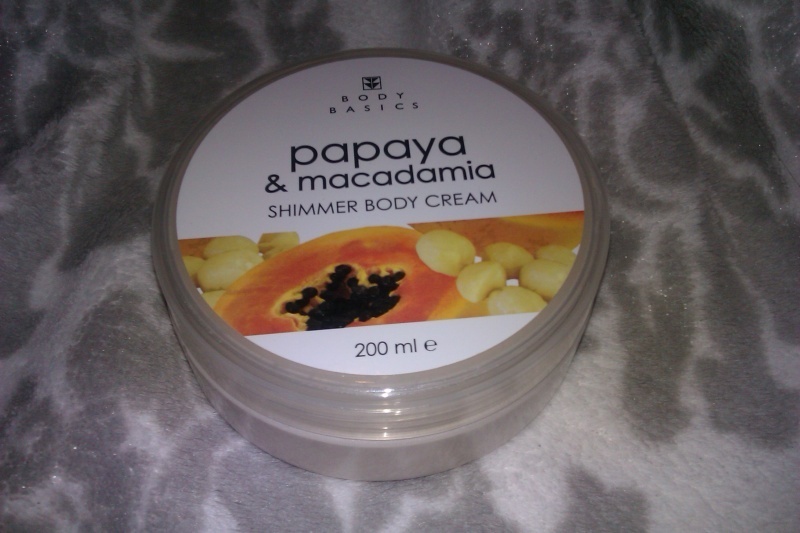 BODY
BASICS
papaya
& macadamia
SHIMMER BODY CREAM
200 ml ℮